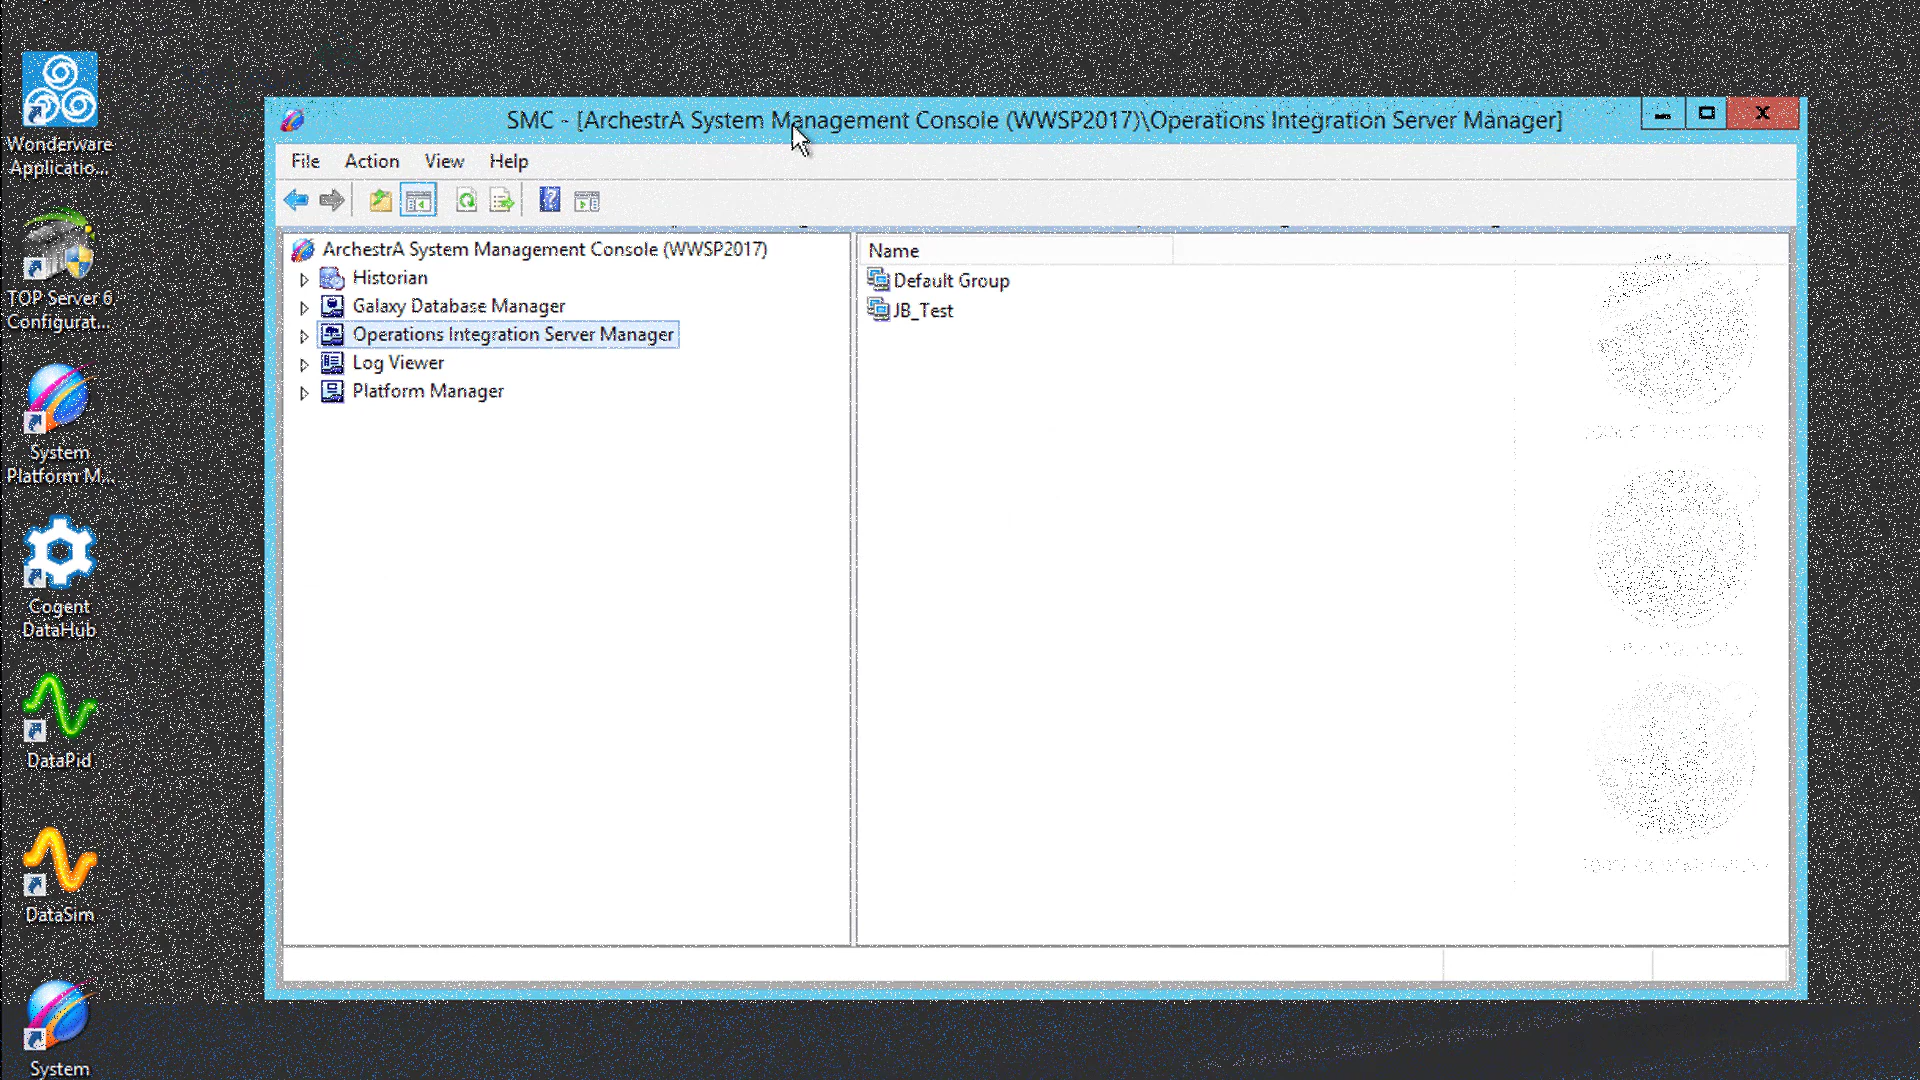 Wonderware
Applicatio...
TOP Server 6
Configurat...
System
Platform M...
Cogent
DataHub
DataPid
DataSim
System
SMC - [ArchestrA System Management Console (WWSP2017)\Operations Integration Server Manager]
File Action View Help
ArchestrA System Management Console (WWSP2017)
Historian
Galaxy Database Manager
Operations Integration Server Manager
Log Viewer
Platform Manager
Name
Default Group
JB_Test